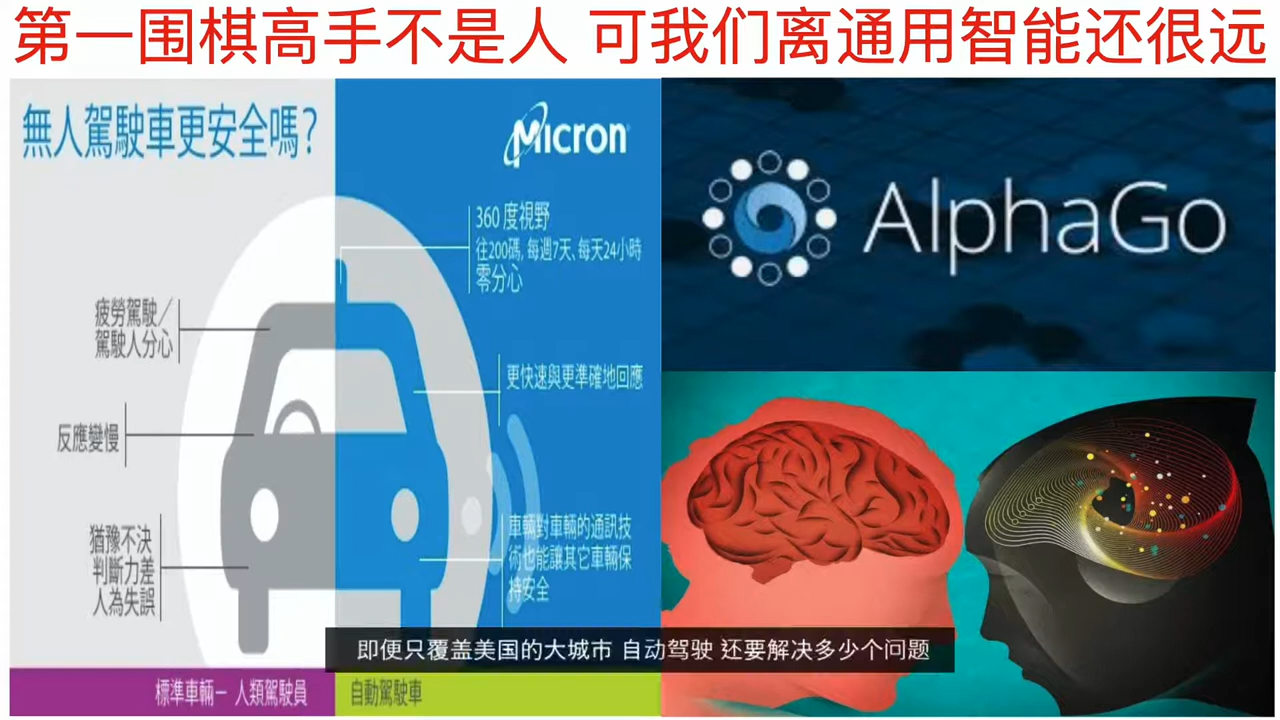 第一围棋高手不是人 可我们离通用智能还很远
無人駕駛車更安全嗎?
疲勞駕駛/
駕駛人分心
反應變慢
猶豫不決
判斷力差
人為失誤
標準車輛一 人類駕駛員
Micron
360 度視野
往200碼, 每週7天、每天24小時
零分心
更快速與更準確地回應
車輛對車輛的通訊技
術也能讓其它車輛保
持安全
自動駕駛車
AlphaGo
即便只覆盖美国的大城市 自动驾驶 还要解决多少个问题